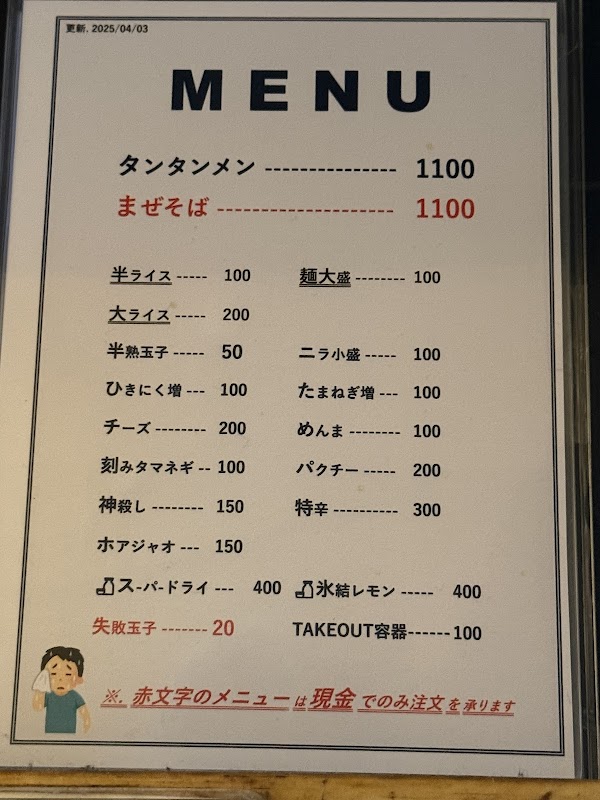 更新. 2025/04/03
MENU
タンタンメン --------------- 1100
まぜそば -------------------- 1100
半ライス ----- 100 麺大盛 -------- 100
大ライス ----- 200
半熟玉子 ----- 50 ニラ小盛 ----- 100
ひきにく増 --- 100 たまねぎ増 --- 100
チーズ -------- 200 めんま -------- 100
刻みタマネギ -- 100 パクチー ----- 200
神殺し -------- 150 特辛 ---------- 300
ホアジャオ --- 150
スーパードライ --- 400 氷結レモン ----- 400
失敗玉子 ------- 20 TAKEOUT容器------ 100
※. 赤文字のメニューは現金でのみ注文を承ります